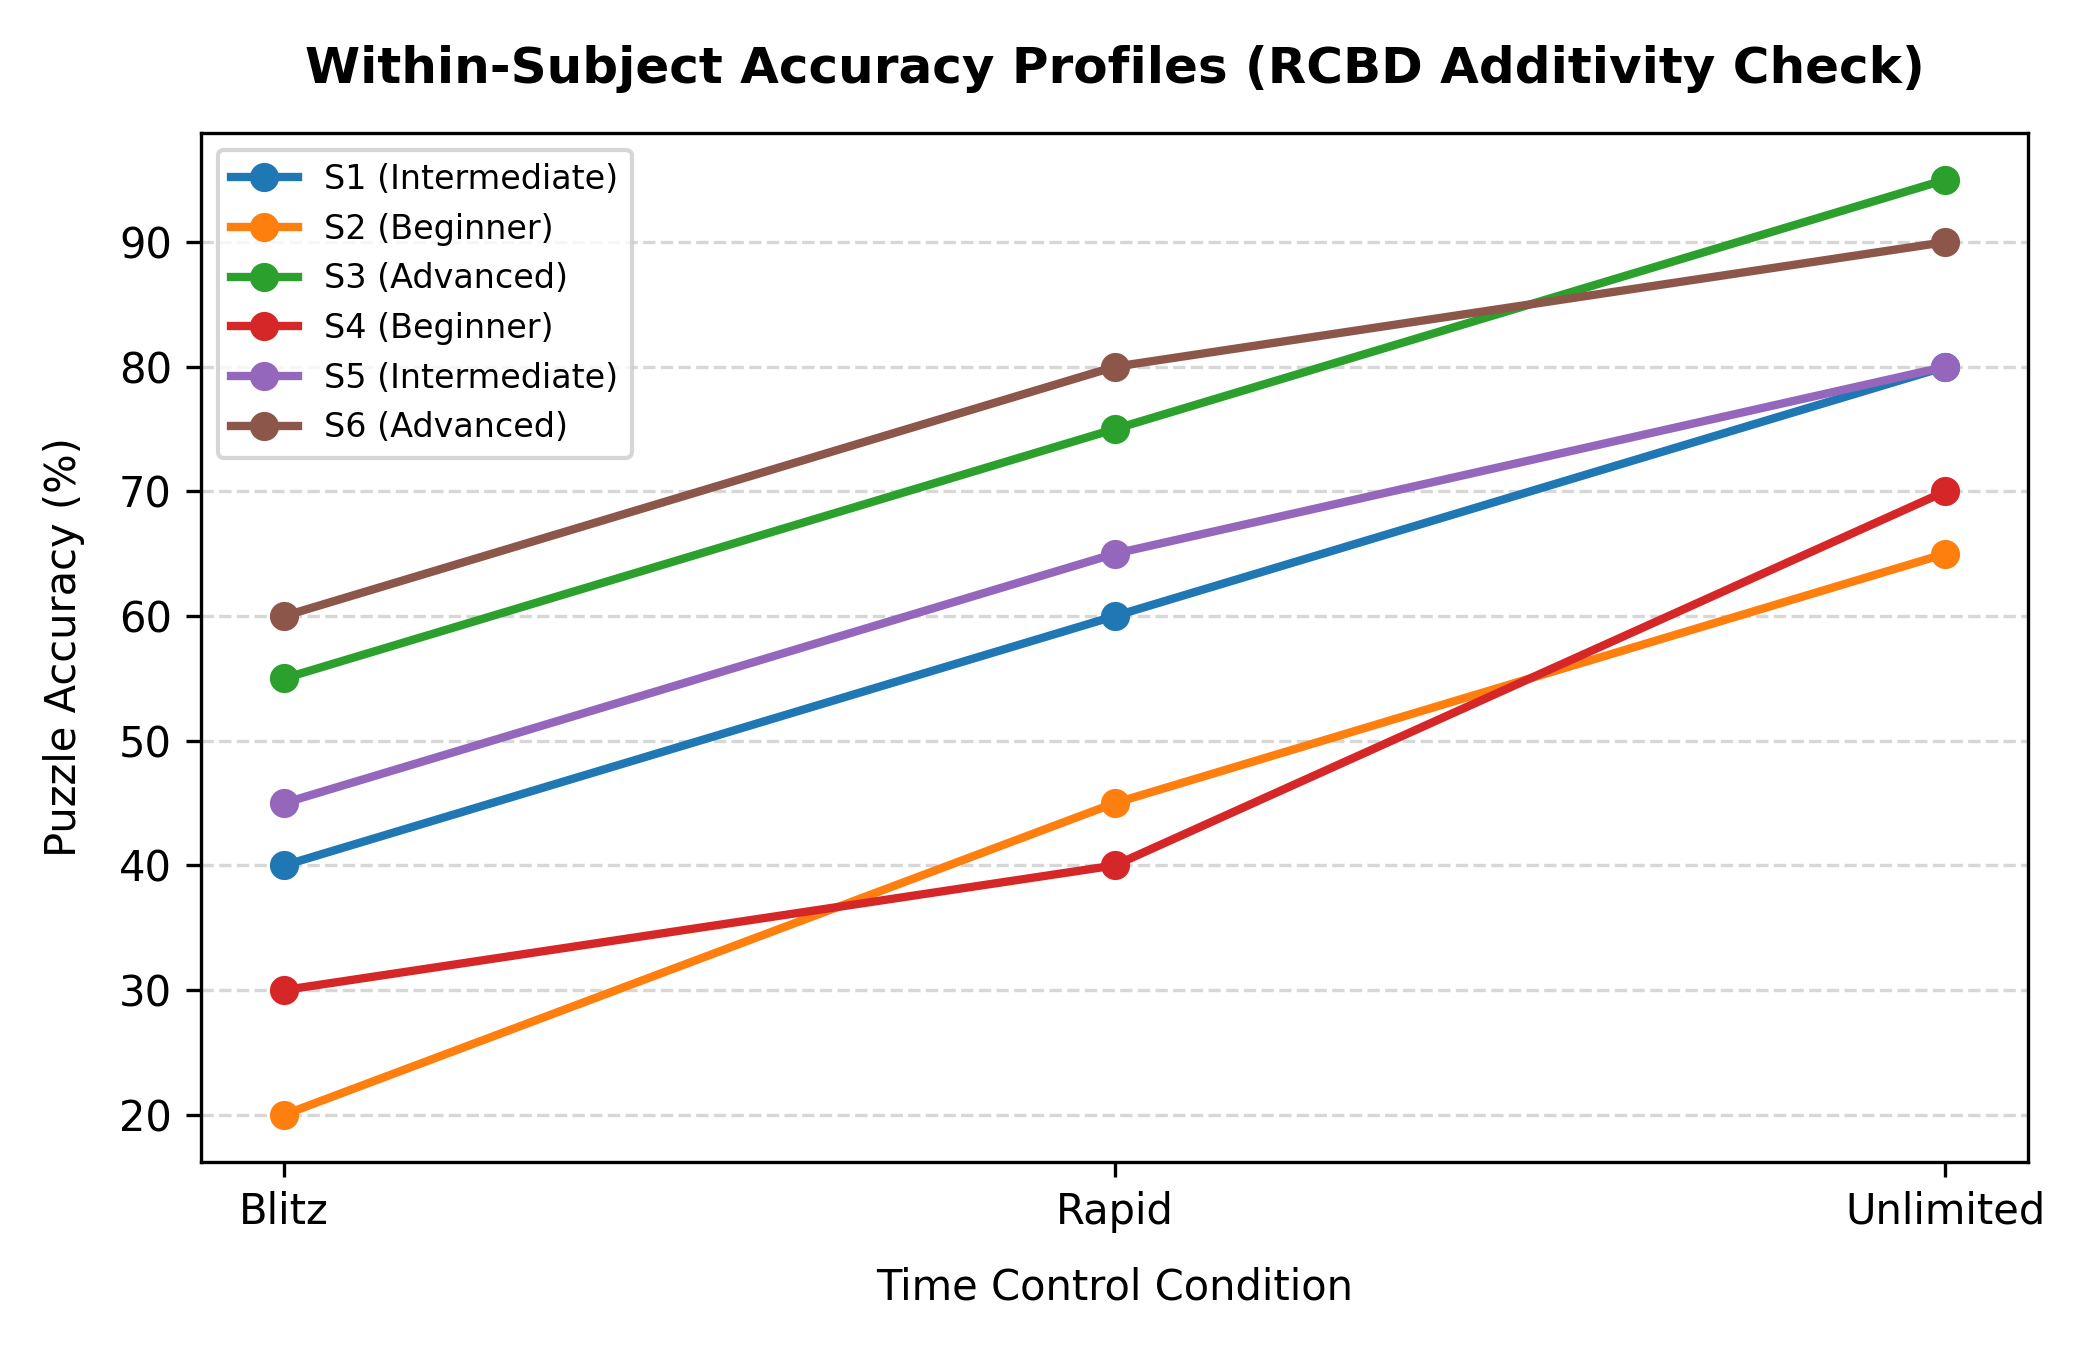 Within-Subject Accuracy Profiles (RCBD Additivity Check)
S1 (Intermediate)
S2 (Beginner)
S3 (Advanced)
S4 (Beginner)
S5 (Intermediate)
S6 (Advanced)
Puzzle Accuracy (%)
90
80
70
60
50
40
30
20
Blitz Rapid Unlimited
Time Control Condition